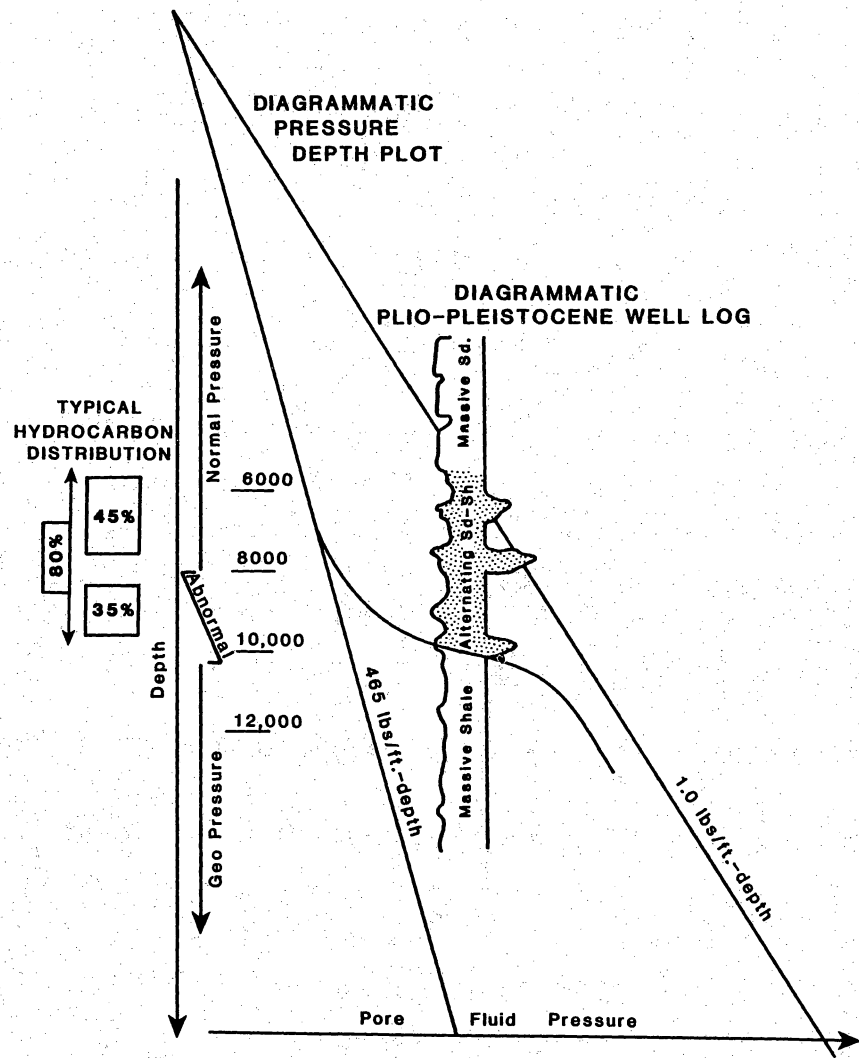 DIAGRAMMATIC
PRESSURE
DEPTH PLOT
DIAGRAMMATIC
PLIO-PLEISTOCENE WELL LOG
TYPICAL
HYDROCARBON
DISTRIBUTION
80%
45%
35%
Depth
Normal Pressure
Abnormal
Geo Pressure
6000
8000
10,000
12,000
Massive Sd.
Alternating Sd-Sh
Massive Shale
465 lbs/ft.-depth
1.0 lbs/ft.-depth
Pore Fluid Pressure